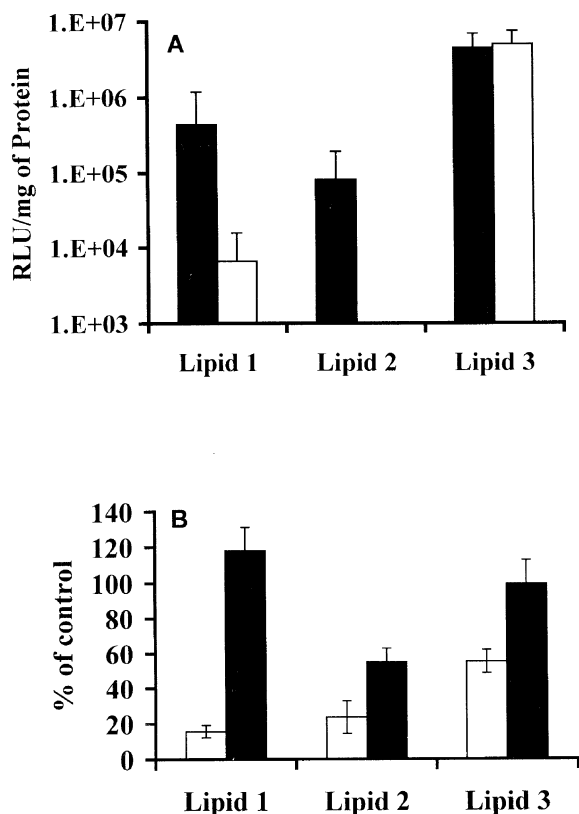 A
RLU/mg of Protein
1.E+07
1.E+06
1.E+05
1.E+04
1.E+03
Lipid 1 Lipid 2 Lipid 3
B
% of control
140
120
100
80
60
40
20
0
Lipid 1 Lipid 2 Lipid 3